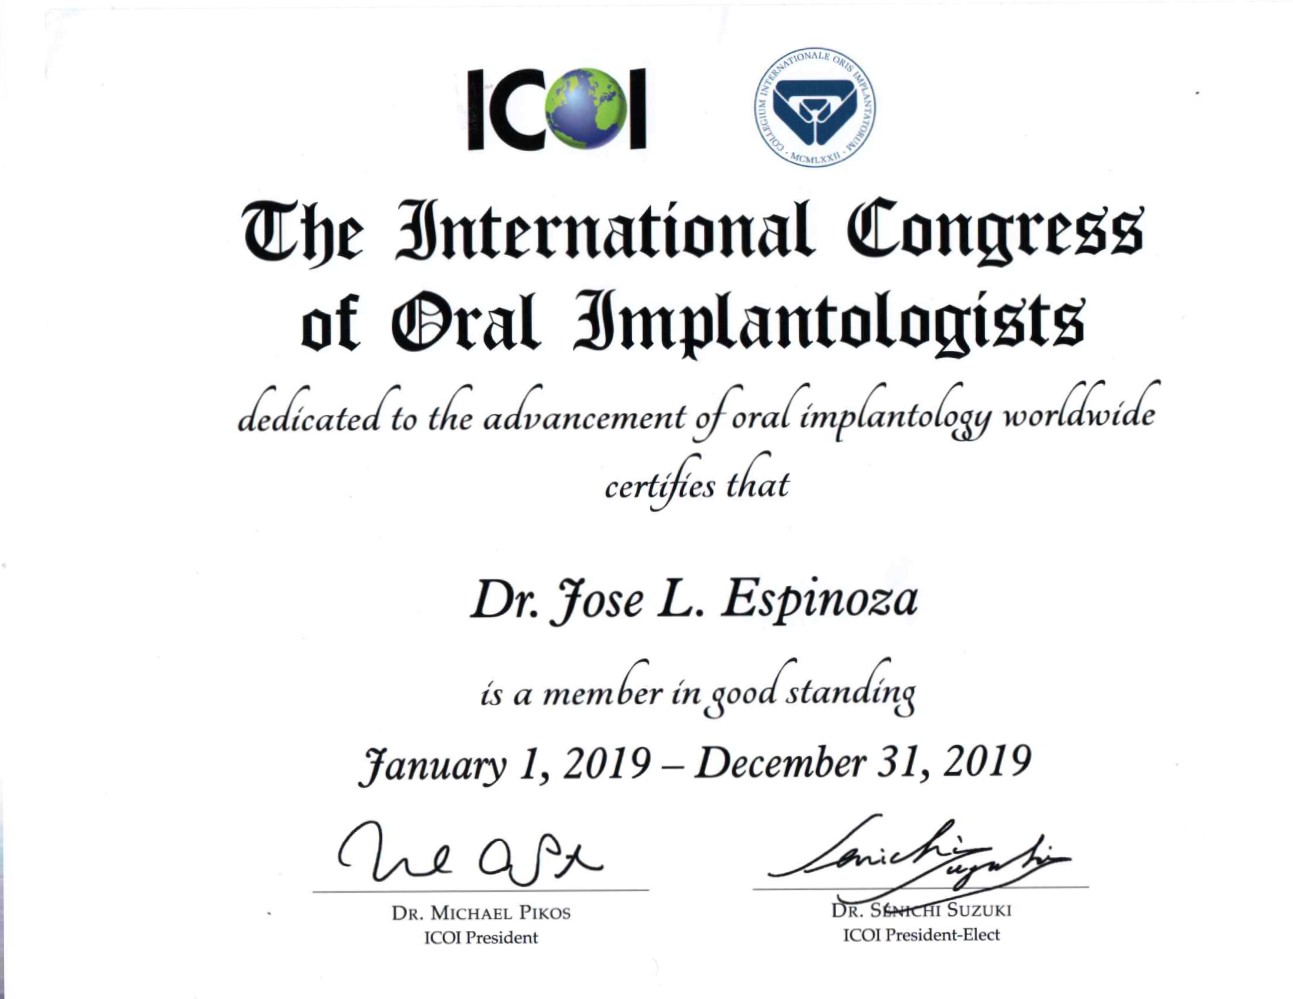 ICOI
COLLEGIUM INTERNATIONALE ORIS IMPLANTATORUM
· MCMLXXII ·
The International Congress
of Oral Implantologists
dedicated to the advancement of oral implantology worldwide
certifies that
Dr. Jose L. Espinoza
is a member in good standing
January 1, 2019 – December 31, 2019
Senichi Suzuki
DR. MICHAEL PIKOS
ICOI President
DR. SENICHI SUZUKI
ICOI President-Elect